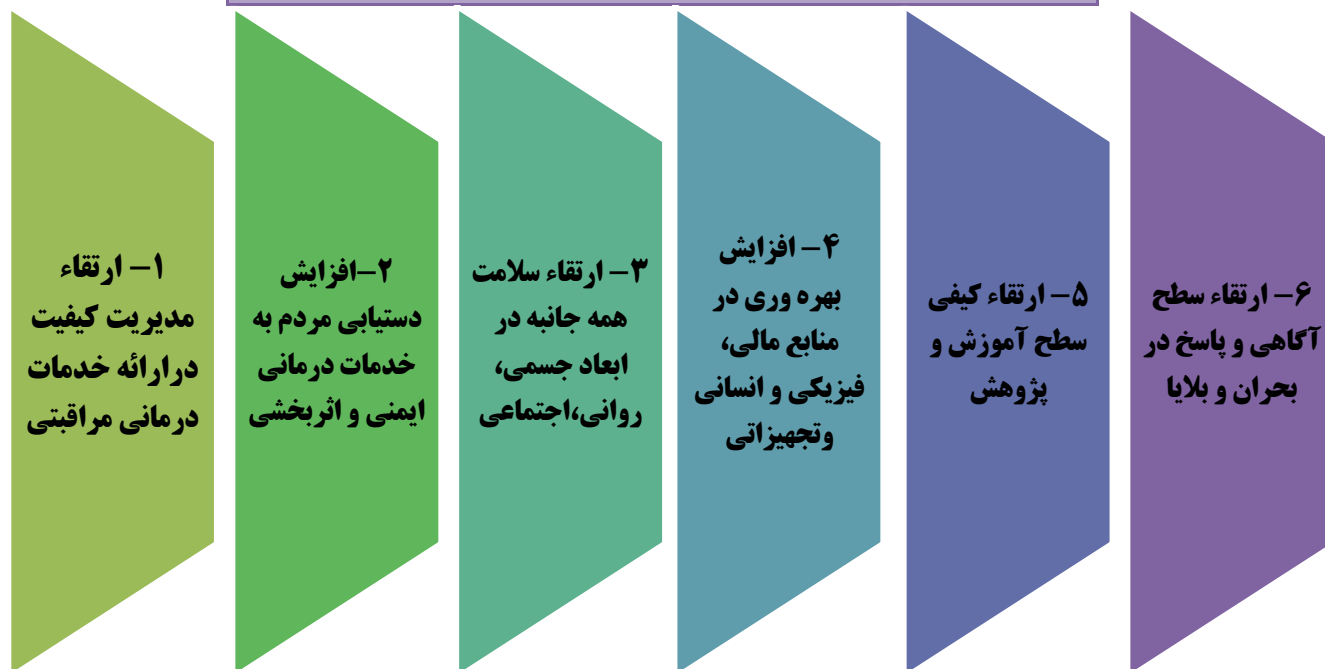 ۱- ارتقاء
مدیریت کیفیت
درارائه خدمات
درمانی مراقبتی
۲-افزایش
دستیابی مردم به
خدمات درمانی
ایمنی و اثربخشی
۳- ارتقاء سلامت
همه جانبه در
ابعاد جسمی،
روانی،اجتماعی
۴- افزایش
بهره وری در
منابع مالی،
فیزیکی و انسانی
وتجهیزاتی
۵- ارتقاء کیفی
سطح آموزش و
پژوهش
۶- ارتقاء سطح
آگاهی و پاسخ در
بحران و بلایا